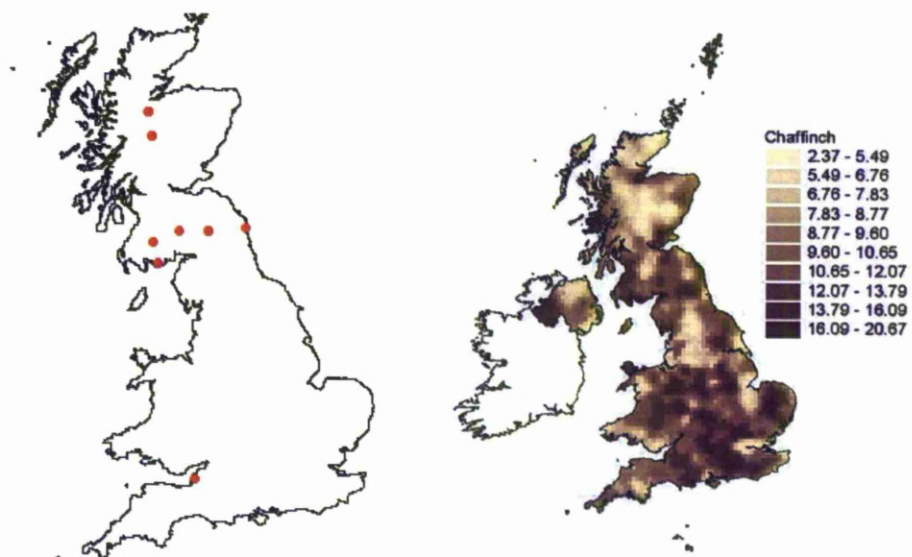 Chaffinch
2.37 - 5.49
5.49 - 6.76
6.76 - 7.83
7.83 - 8.77
8.77 - 9.60
9.60 - 10.65
10.65 - 12.07
12.07 - 13.79
13.79 - 16.09
16.09 - 20.67